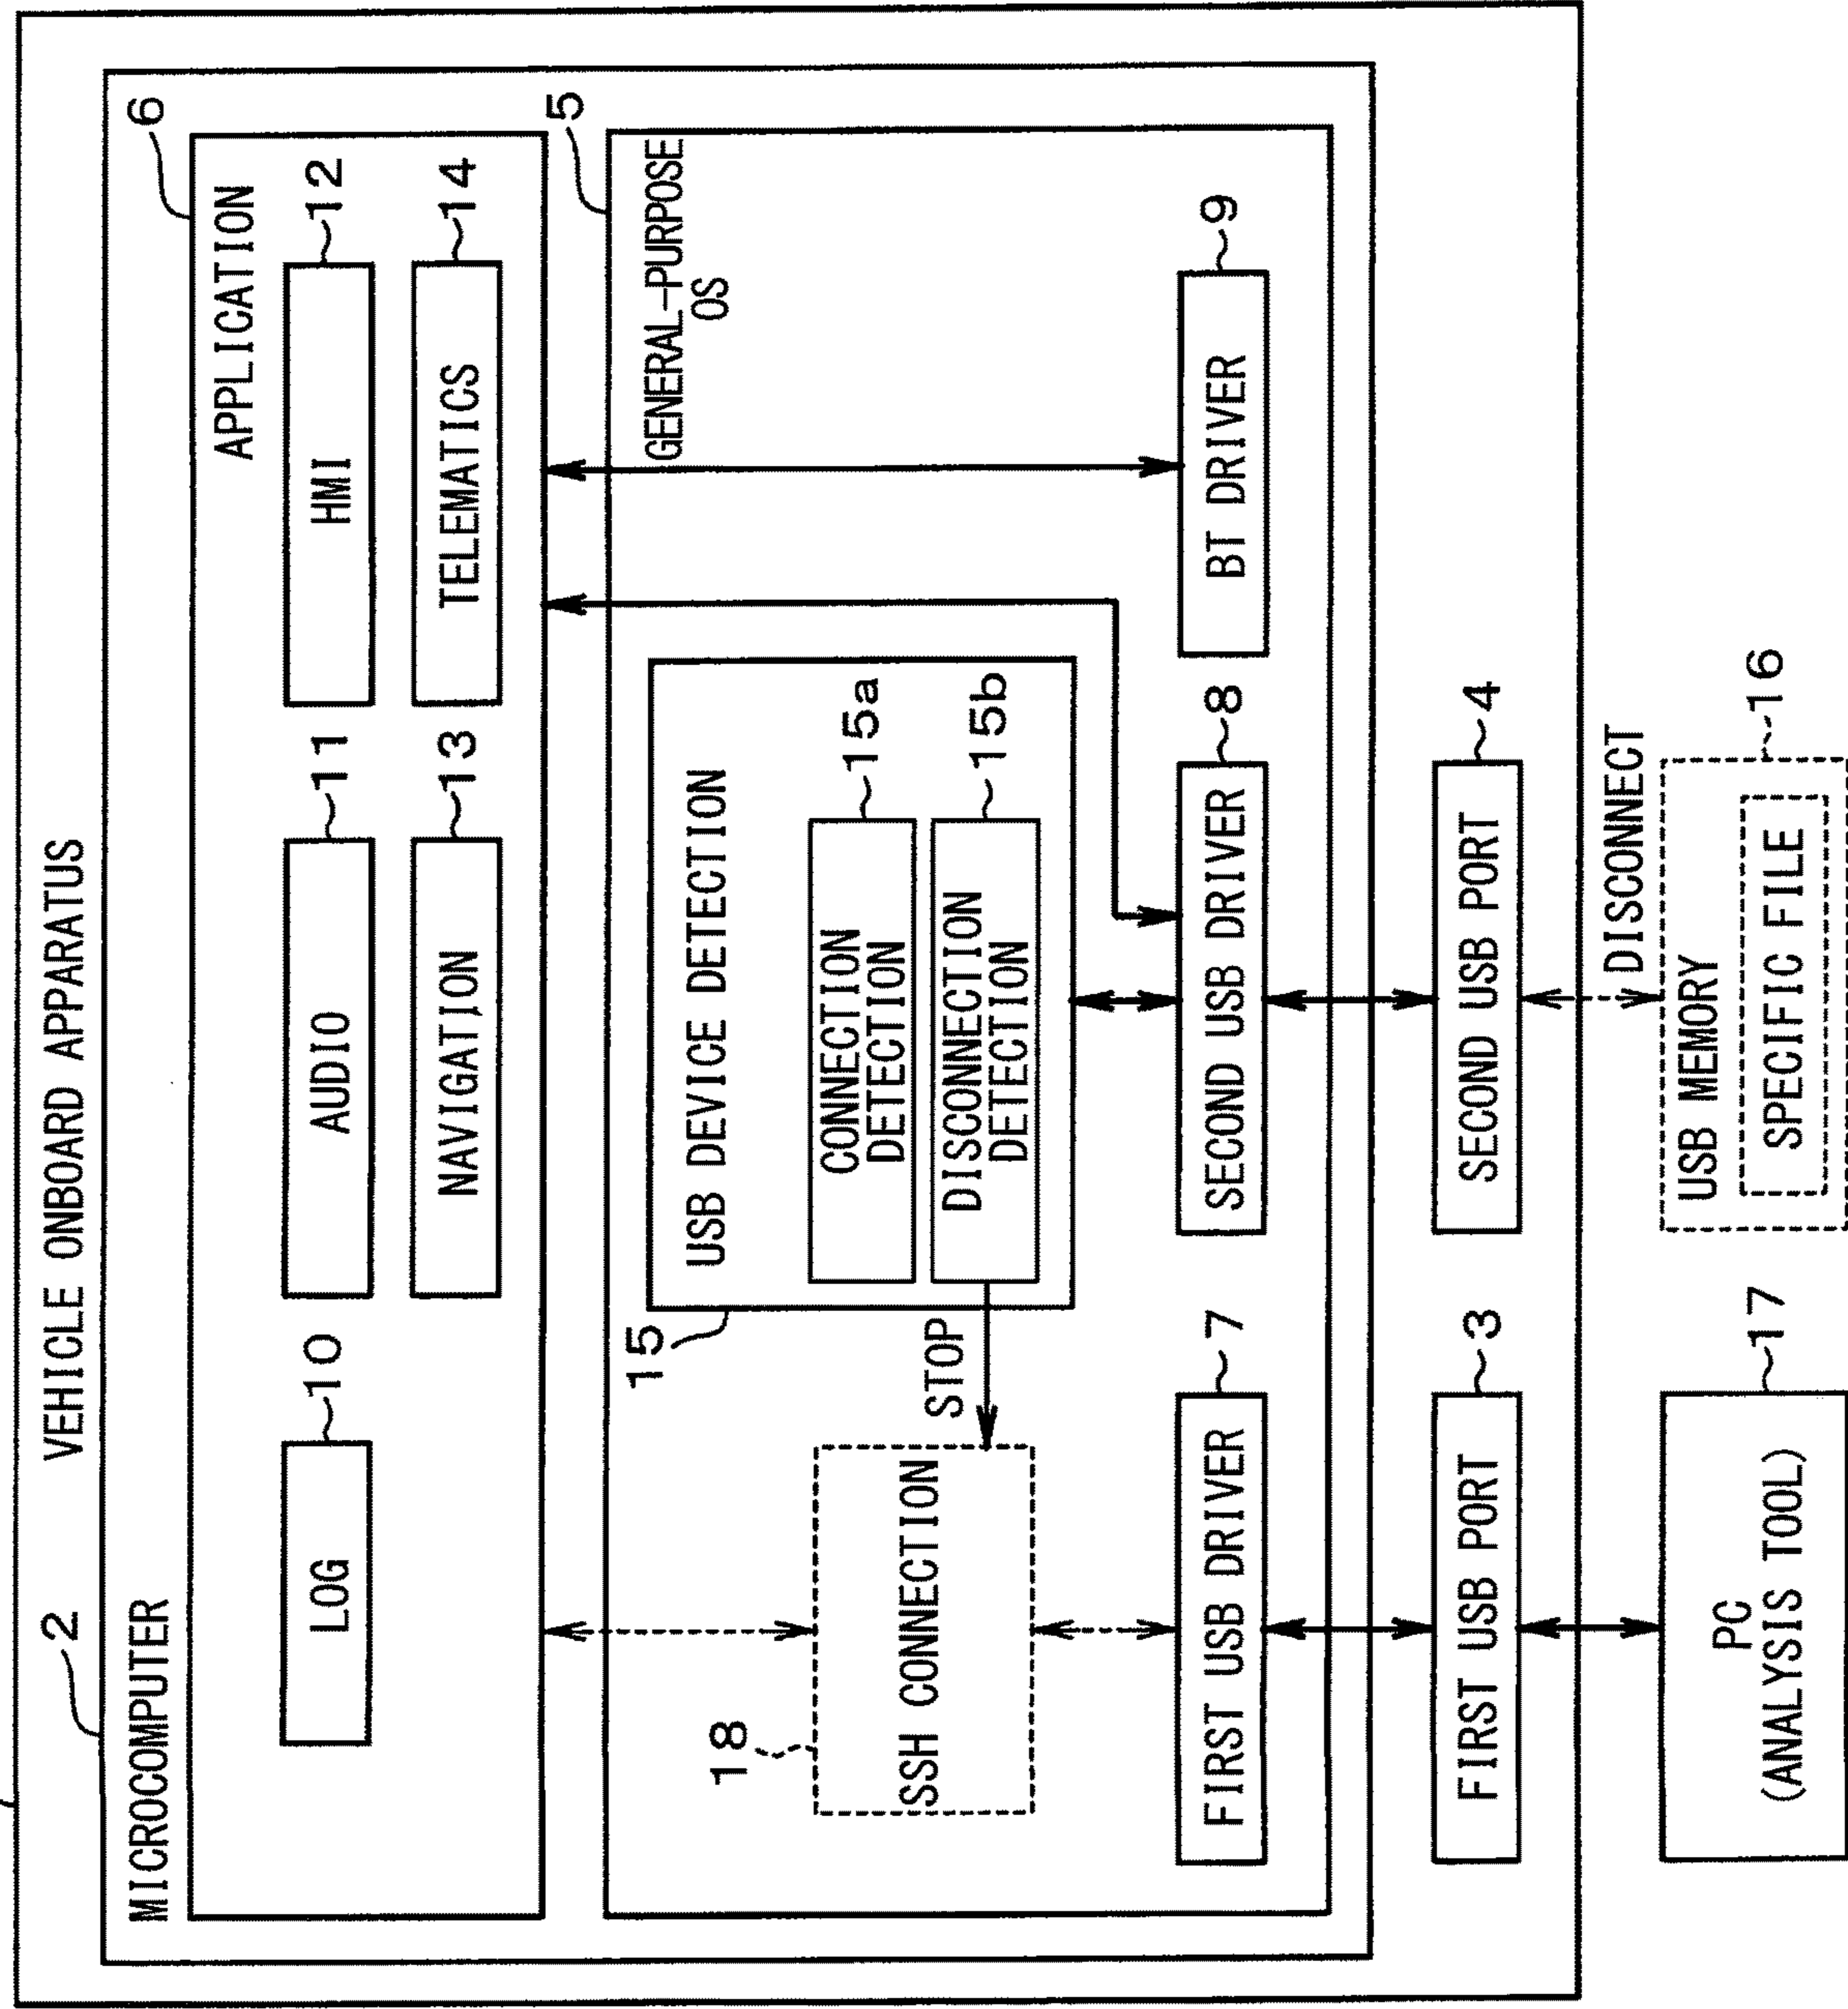 VEHICLE ONBOARD APPARATUS
2
MICROCOMPUTER
6
APPLICATION
LOG
10
AUDIO
11
HMI
12
NAVIGATION
13
TELEMATICS
14
5
GENERAL-PURPOSE
OS
15
USB DEVICE DETECTION
CONNECTION
DETECTION
15a
DISCONNECTION
DETECTION
15b
STOP
18
SSH CONNECTION
FIRST USB DRIVER
7
SECOND USB DRIVER
8
BT DRIVER
9
FIRST USB PORT
3
SECOND USB PORT
4
DISCONNECT
PC
(ANALYSIS TOOL)
17
USB MEMORY
SPECIFIC FILE
16